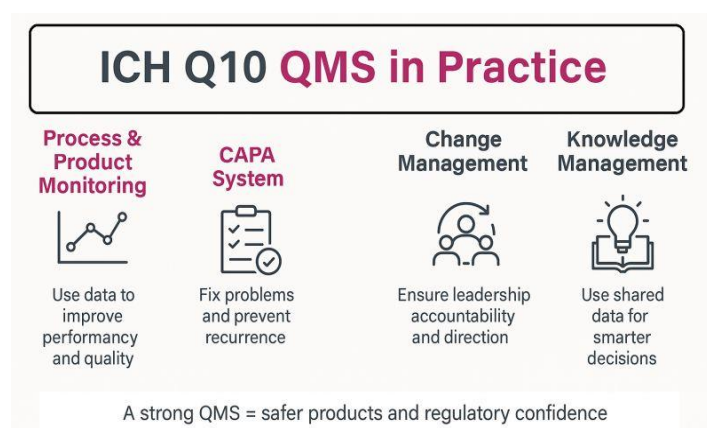 ICH Q10 QMS in Practice
Process &
Product
Monitoring
Use data to
improve
performancy
and quality
CAPA
System
Fix problems
and prevent
recurrence
Change
Management
Ensure leadership
accountability
and direction
Knowledge
Management
Use shared
data for
smarter
decisions
A strong QMS = safer products and regulatory confidence